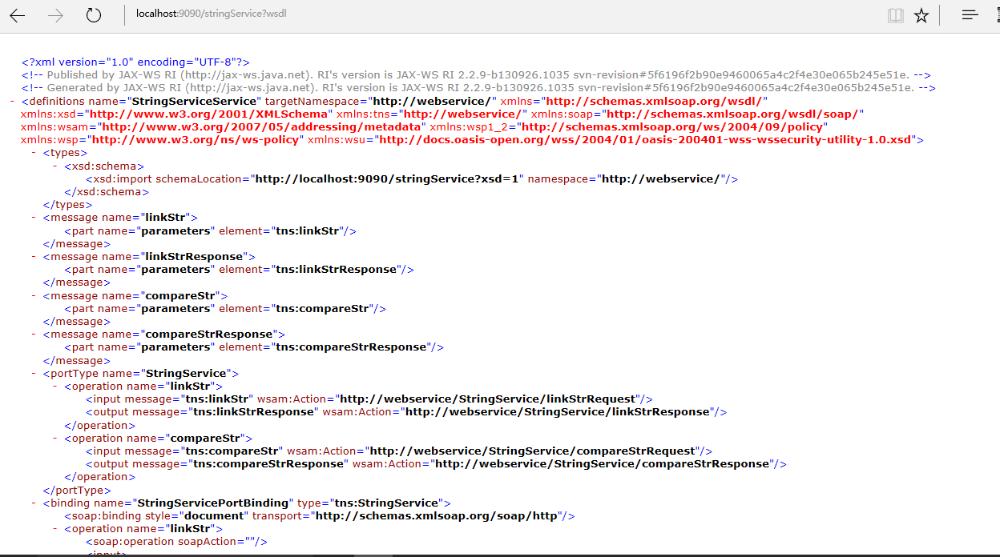 localhost:9090/stringService?wsdl
<?xml version="1.0" encoding="UTF-8"?>
<!-- Published by JAX-WS RI (http://jax-ws.java.net). RI's version is JAX-WS RI 2.2.9-b130926.1035 svn-revision#5f6196f2b90e9460065a4c2f4e30e065b245e51e. -->
<!-- Generated by JAX-WS RI (http://jax-ws.java.net). RI's version is JAX-WS RI 2.2.9-b130926.1035 svn-revision#5f6196f2b90e9460065a4c2f4e30e065b245e51e. -->
- <definitions name="StringServiceService" targetNamespace="http://webservice/" xmlns="http://schemas.xmlsoap.org/wsdl/"
xmlns:xsd="http://www.w3.org/2001/XMLSchema" xmlns:tns="http://webservice/" xmlns:soap="http://schemas.xmlsoap.org/wsdl/soap/"
xmlns:wsam="http://www.w3.org/2007/05/addressing/metadata" xmlns:wsp1_2="http://schemas.xmlsoap.org/ws/2004/09/policy"
xmlns:wsp="http://www.w3.org/ns/ws-policy" xmlns:wsu="http://docs.oasis-open.org/wss/2004/01/oasis-200401-wss-wssecurity-utility-1.0.xsd">
- <types>
- <xsd:schema>
<xsd:import schemaLocation="http://localhost:9090/stringService?xsd=1" namespace="http://webservice/"/>
</xsd:schema>
</types>
- <message name="linkStr">
<part name="parameters" element="tns:linkStr"/>
</message>
- <message name="linkStrResponse">
<part name="parameters" element="tns:linkStrResponse"/>
</message>
- <message name="compareStr">
<part name="parameters" element="tns:compareStr"/>
</message>
- <message name="compareStrResponse">
<part name="parameters" element="tns:compareStrResponse"/>
</message>
- <portType name="StringService">
- <operation name="linkStr">
<input message="tns:linkStr" wsam:Action="http://webservice/StringService/linkStrRequest"/>
<output message="tns:linkStrResponse" wsam:Action="http://webservice/StringService/linkStrResponse"/>
</operation>
- <operation name="compareStr">
<input message="tns:compareStr" wsam:Action="http://webservice/StringService/compareStrRequest"/>
<output message="tns:compareStrResponse" wsam:Action="http://webservice/StringService/compareStrResponse"/>
</operation>
</portType>
- <binding name="StringServicePortBinding" type="tns:StringService">
<soap:binding style="document" transport="http://schemas.xmlsoap.org/soap/http"/>
- <operation name="linkStr">
<soap:operation soapAction=""/>
<input>